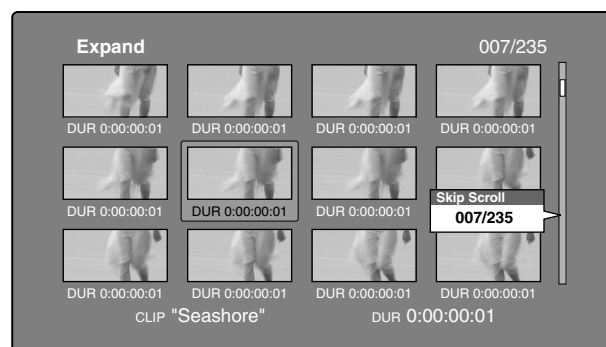 Expand 007/235
DUR 0:00:00:01 DUR 0:00:00:01 DUR 0:00:00:01 DUR 0:00:00:01
DUR 0:00:00:01 DUR 0:00:00:01 DUR 0:00:00:01
Skip Scroll
007/235
DUR 0:00:00:01 DUR 0:00:00:01 DUR 0:00:00:01 DUR 0:00:00:01
CLIP "Seashore" DUR 0:00:00:01